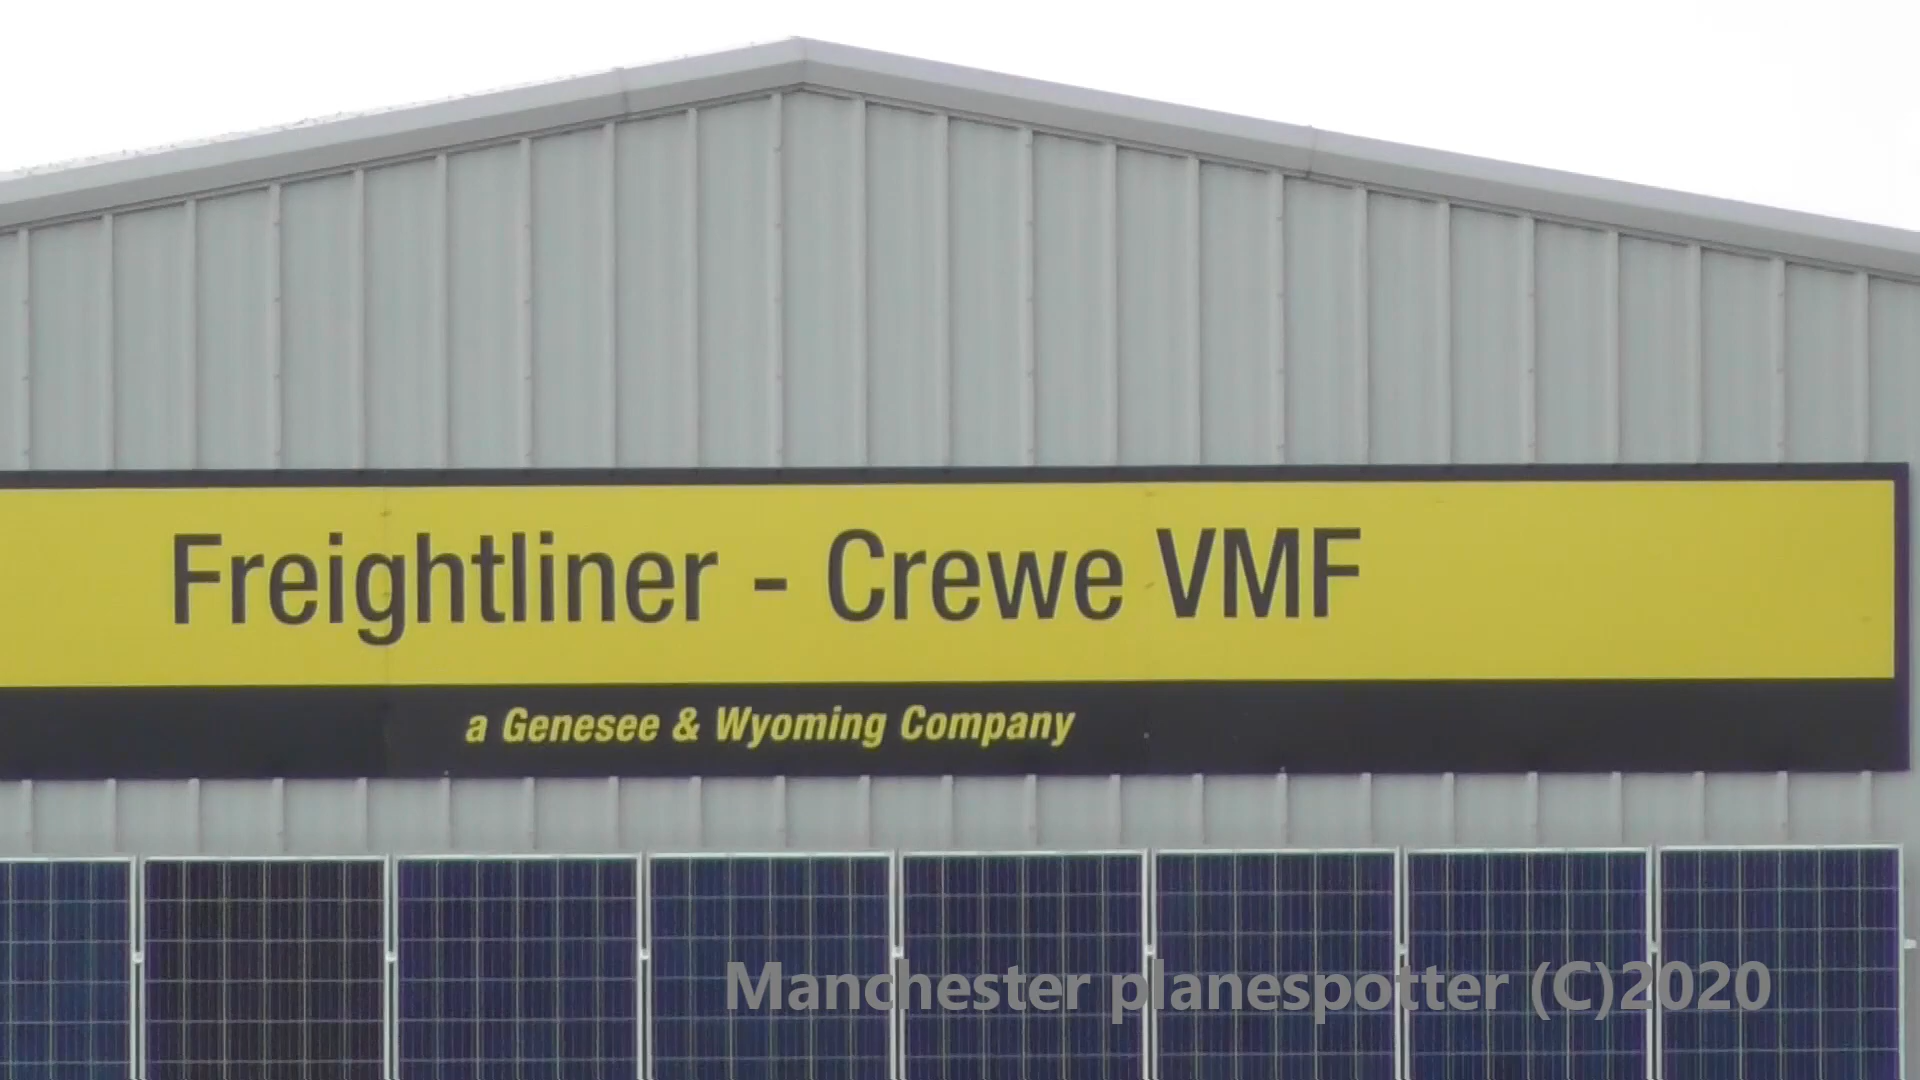 Freightliner - Crewe VMF
a Genesee & Wyoming Company
Manchester planespotter (C)2020